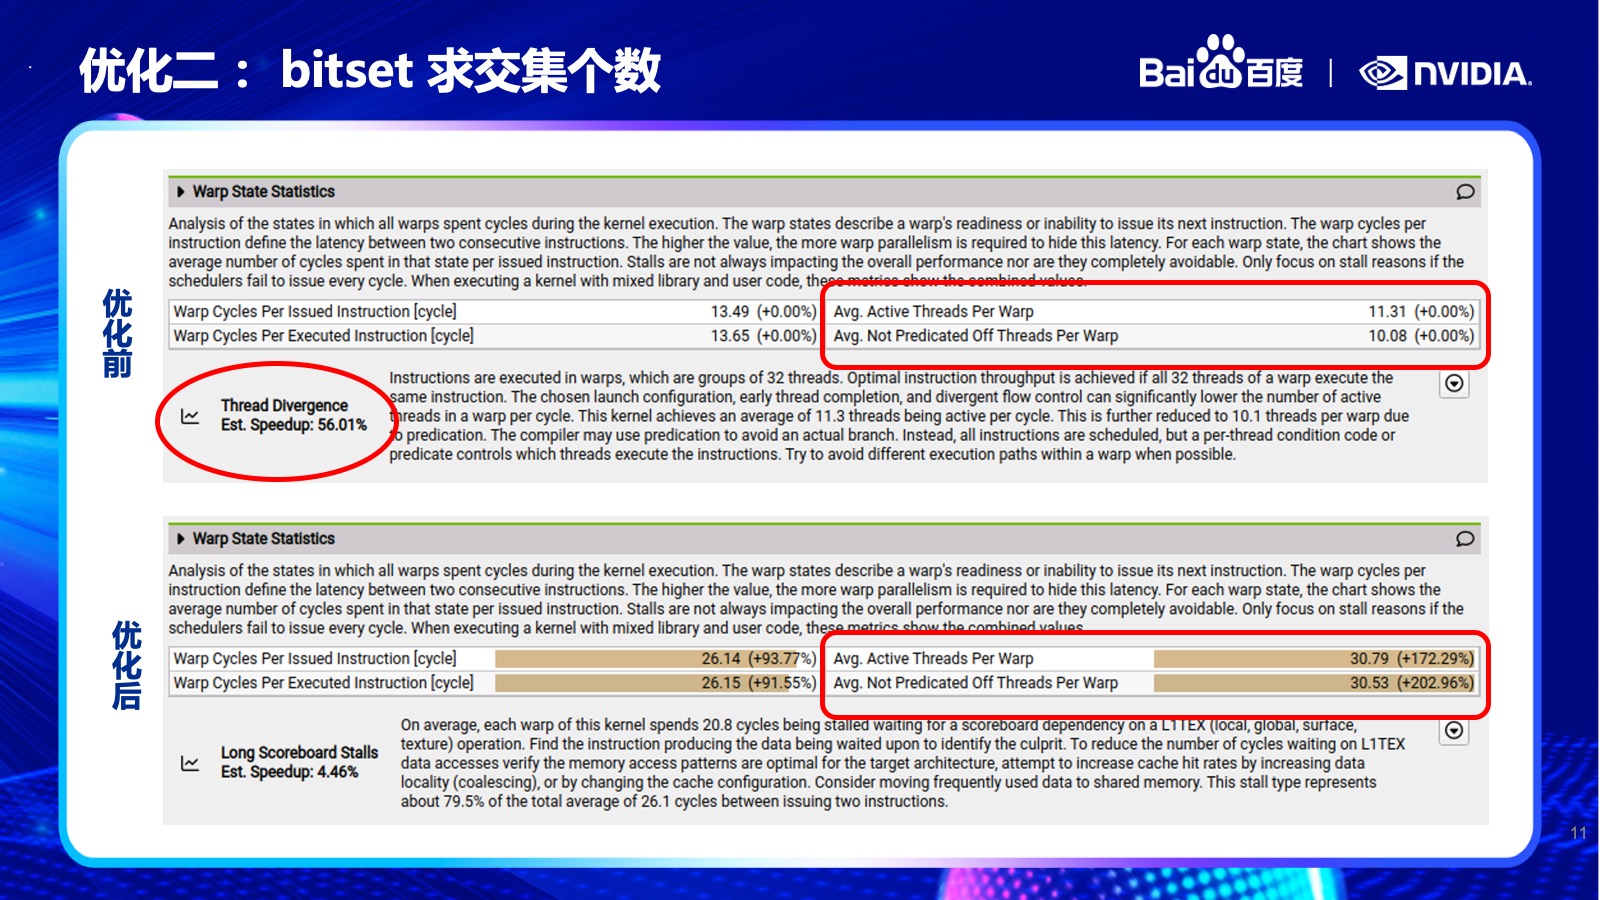 优化二： bitset 求交集个数
Baidu百度 | NVIDIA.
优化前
Warp State Statistics
Analysis of the states in which all warps spent cycles during the kernel execution. The warp states describe a warp's readiness or inability to issue its next instruction. The warp cycles per
instruction define the latency between two consecutive instructions. The higher the value, the more warp parallelism is required to hide this latency. For each warp state, the chart shows the
average number of cycles spent in that state per issued instruction. Stalls are not always impacting the overall performance nor are they completely avoidable. Only focus on stall reasons if the
schedulers fail to issue every cycle. When executing a kernel with mixed library and user code, these metrics show the combined values.
Warp Cycles Per Issued Instruction [cycle] 13.49 (+0.00%) Avg. Active Threads Per Warp 11.31 (+0.00%)
Warp Cycles Per Executed Instruction [cycle] 13.65 (+0.00%) Avg. Not Predicated Off Threads Per Warp 10.08 (+0.00%)
Thread Divergence
Est. Speedup: 56.01%
Instructions are executed in warps, which are groups of 32 threads. Optimal instruction throughput is achieved if all 32 threads of a warp execute the
same instruction. The chosen launch configuration, early thread completion, and divergent flow control can significantly lower the number of active
threads in a warp per cycle. This kernel achieves an average of 11.3 threads being active per cycle. This is further reduced to 10.1 threads per warp due
to predication. The compiler may use predication to avoid an actual branch. Instead, all instructions are scheduled, but a per-thread condition code or
predicate controls which threads execute the instructions. Try to avoid different execution paths within a warp when possible.
优化后
Warp State Statistics
Analysis of the states in which all warps spent cycles during the kernel execution. The warp states describe a warp's readiness or inability to issue its next instruction. The warp cycles per
instruction define the latency between two consecutive instructions. The higher the value, the more warp parallelism is required to hide this latency. For each warp state, the chart shows the
average number of cycles spent in that state per issued instruction. Stalls are not always impacting the overall performance nor are they completely avoidable. Only focus on stall reasons if the
schedulers fail to issue every cycle. When executing a kernel with mixed library and user code, these metrics show the combined values.
Warp Cycles Per Issued Instruction [cycle] 26.14 (+93.77%) Avg. Active Threads Per Warp 30.79 (+172.29%)
Warp Cycles Per Executed Instruction [cycle] 26.15 (+91.55%) Avg. Not Predicated Off Threads Per Warp 30.53 (+202.96%)
Long Scoreboard Stalls
Est. Speedup: 4.46%
On average, each warp of this kernel spends 20.8 cycles being stalled waiting for a scoreboard dependency on a L1TEX (local, global, surface,
texture) operation. Find the instruction producing the data being waited upon to identify the culprit. To reduce the number of cycles waiting on L1TEX
data accesses verify the memory access patterns are optimal for the target architecture, attempt to increase cache hit rates by increasing data
locality (coalescing), or by changing the cache configuration. Consider moving frequently used data to shared memory. This stall type represents
about 79.5% of the total average of 26.1 cycles between issuing two instructions.
11